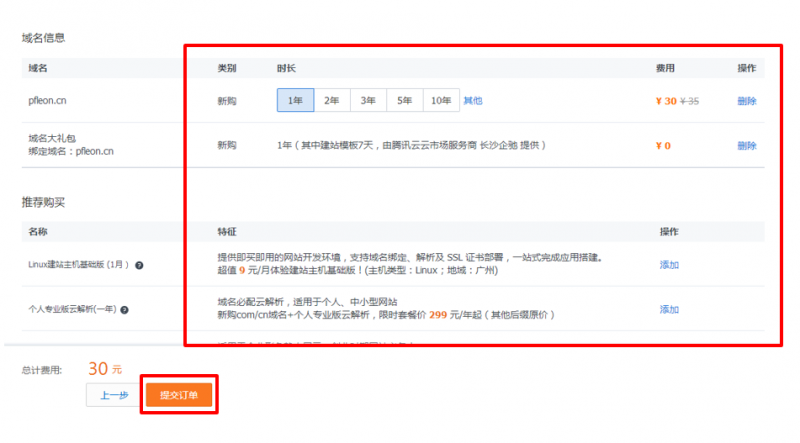 域名信息
域名 类别 时长 费用 操作
pfleon.cn 新购 1年 2年 3年 5年 10年 其他 ¥ 30 ¥ 35 删除
域名大礼包
绑定域名：pfleon.cn 新购 1年（其中建站模板7天，由腾讯云云市场服务商 长沙企驰 提供） ¥ 0 删除
推荐购买
名称 特征 操作
Linux建站主机基础版 (1月) ? 提供即买即用的网站开发环境，支持域名绑定、解析及 SSL 证书部署，一站式完成应用搭建。 添加
超值 9 元/月体验建站主机基础版！(主机类型：Linux；地域：广州)
个人专业版云解析(一年) ? 域名必配云解析，适用于个人、中小型网站 添加
新购com/cn域名+个人专业版云解析，限时套餐价 299 元/年起（其他后缀原价）
总计费用: 30 元
上一步 提交订单